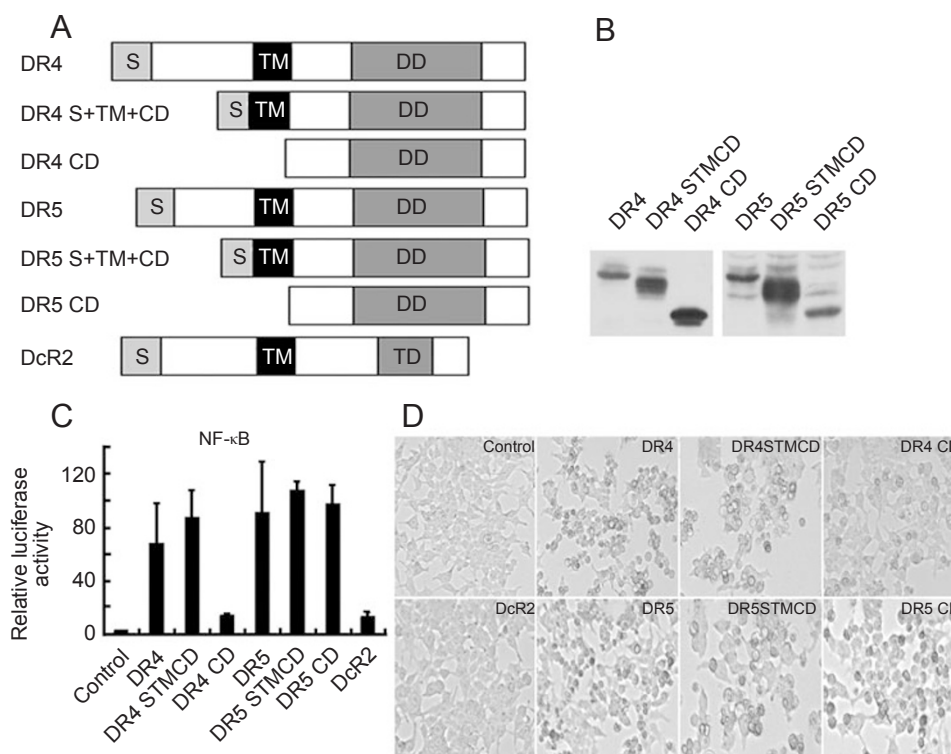 A
DR4
S TM DD
DR4 S+TM+CD
S TM DD
DR4 CD
DD
DR5
S TM DD
DR5 S+TM+CD
S TM DD
DR5 CD
DD
DcR2
S TM TD
B
DR4
DR4 STMCD
DR4 CD
DR5
DR5 STMCD
DR5 CD
C
NF-κB
Relative luciferase
activity
120
80
40
0
Control
DR4
DR4 STMCD
DR4 CD
DR5
DR5 STMCD
DR5 CD
DcR2
D
Control
DR4
DR4STMCD
DR4
DcR2
DR5
DR5STMCD
DR5